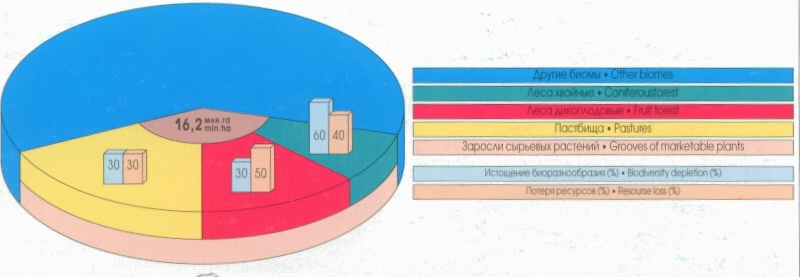 16,2 млн.га
mln.ha
60 40
30 30
30 50
Другие биомы • Other biomes
Леса хвойные • Coniferousforest
Леса дикоплодовые • Fruit forest
Пастбища • Pastures
Заросли сырьевых растений • Grooves of marketable plants
Истощение биоразнообразия (%) • Biodiversity depletion (%)
Потеря ресурсов (%) • Resourse loss (%)